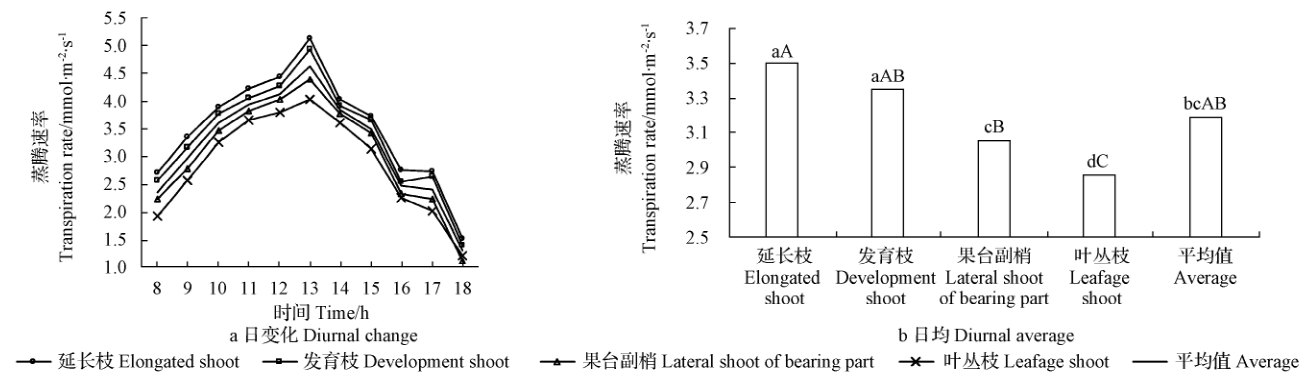 蒸腾速率
Transpiration rate/mmol·m⁻²·s⁻¹
5.5
5.0
4.5
4.0
3.5
3.0
2.5
2.0
1.5
1.0
8 9 10 11 12 13 14 15 16 17 18
时间 Time/h
a 日变化 Diurnal change
蒸腾速率
Transpiration rate/mmol·m⁻²·s⁻¹
3.7
3.5
3.3
3.1
2.9
2.7
2.5
aA
aAB
cB
dC
bcAB
延长枝 发育枝 果台副梢 叶丛枝 平均值
Elongated Development Lateral shoot Leafage Average
shoot shoot of bearing part shoot
b 日均 Diurnal average
延长枝 Elongated shoot 发育枝 Development shoot 果台副梢 Lateral shoot of bearing part 叶丛枝 Leafage shoot 平均值 Average